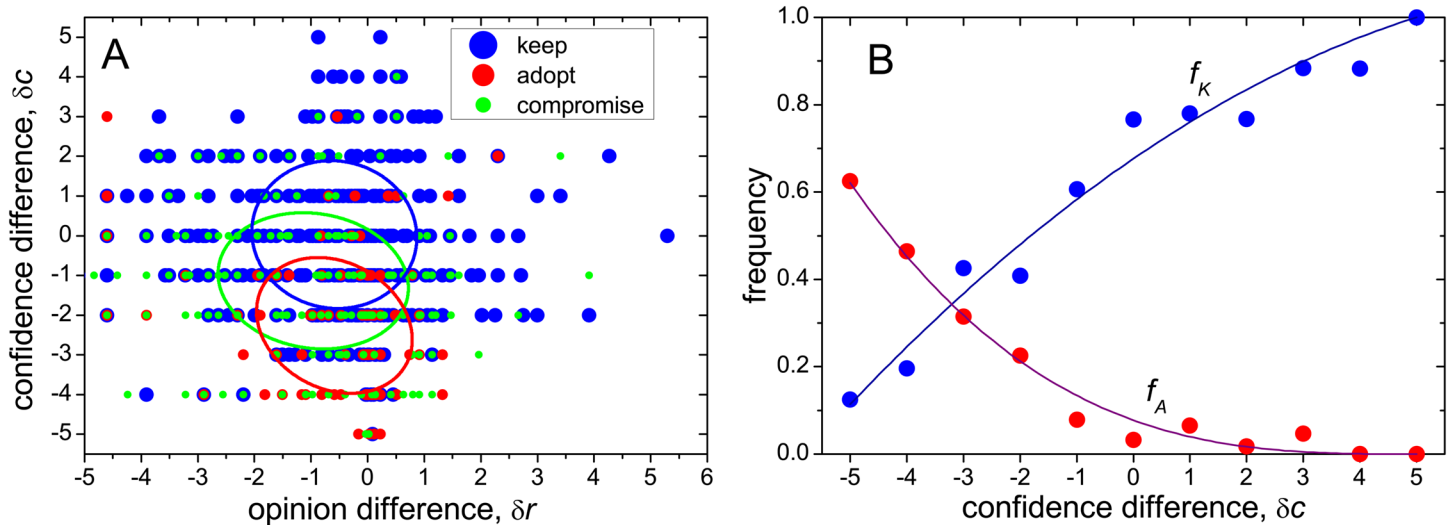 A
keep
adopt
compromise
confidence difference, δc
5
4
3
2
1
0
-1
-2
-3
-4
-5
-5 -4 -3 -2 -1 0 1 2 3 4 5 6
opinion difference, δr
B
f_K
f_A
frequency
1.0
0.8
0.6
0.4
0.2
0.0
-5 -4 -3 -2 -1 0 1 2 3 4 5
confidence difference, δc